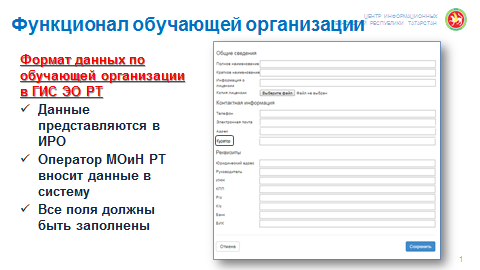 Функционал обучающей организации
ЦЕНТР ИНФОРМАЦИОННЫХ
РЕСПУБЛИКИ ТАТАРСТАН
Формат данных по
обучающей организации
в ГИС ЭО РТ
✓ Данные
представляются в
ИРО
✓ Оператор МОиН РТ
вносит данные в
систему
✓ Все поля должны
быть заполнены
Общие сведения
Полное наименование
Краткое наименование
Информация о
лицензии
Копия лицензии Выберите файл Файл не выбран
Контактная информация
Телефон
Электронная почта
Адрес
Реквизиты
Юридический адрес
Руководитель
ИНН
КПП
Р/с
К/с
Банк
БИК
Отмена
Сохранить
1